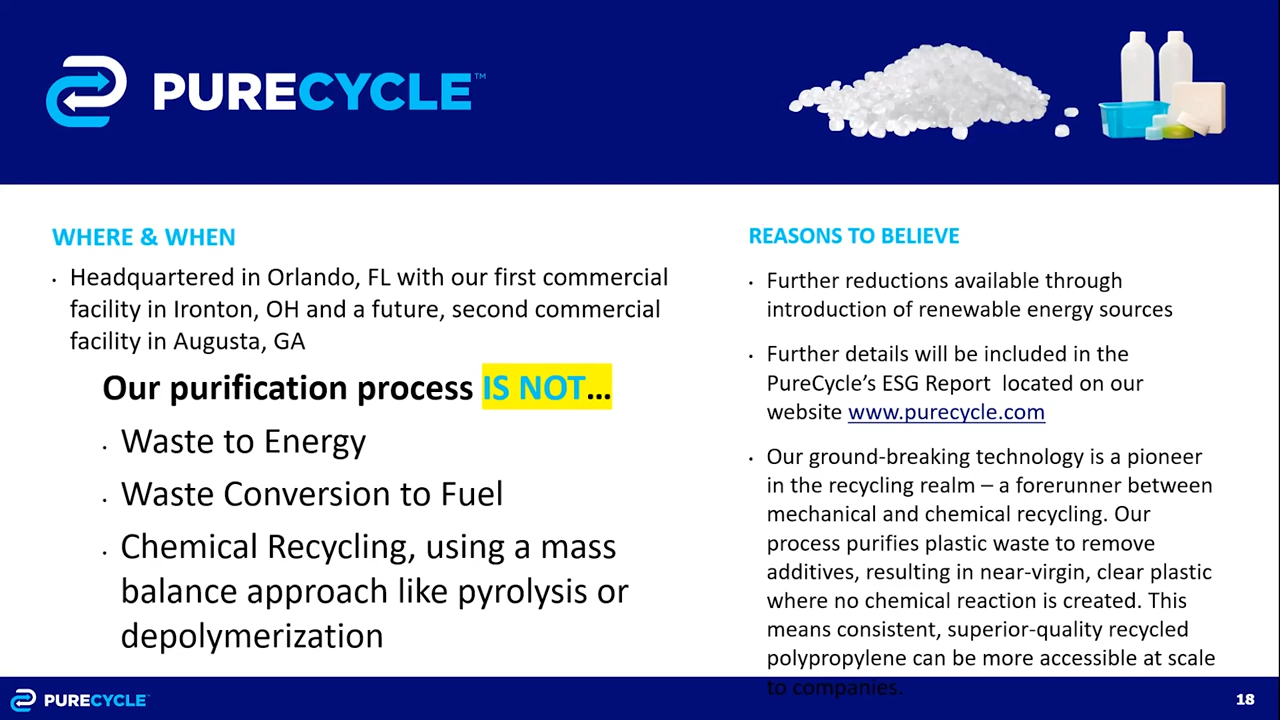 PURECYCLE™
WHERE & WHEN
· Headquartered in Orlando, FL with our first commercial
facility in Ironton, OH and a future, second commercial
facility in Augusta, GA
Our purification process IS NOT…
· Waste to Energy
· Waste Conversion to Fuel
· Chemical Recycling, using a mass
balance approach like pyrolysis or
depolymerization
REASONS TO BELIEVE
· Further reductions available through
introduction of renewable energy sources
· Further details will be included in the
PureCycle’s ESG Report  located on our
website www.purecycle.com
· Our ground-breaking technology is a pioneer
in the recycling realm – a forerunner between
mechanical and chemical recycling. Our
process purifies plastic waste to remove
additives, resulting in near-virgin, clear plastic
where no chemical reaction is created. This
means consistent, superior-quality recycled
polypropylene can be more accessible at scale
to companies.
PURECYCLE™
18